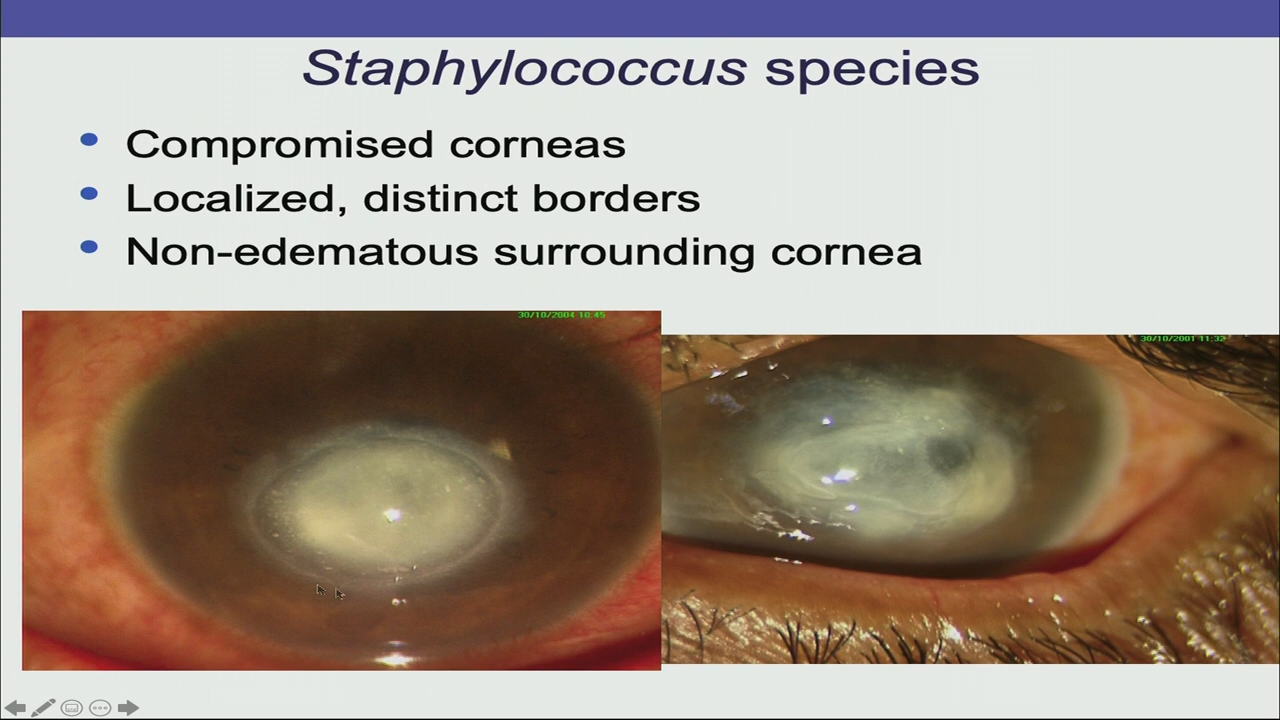 Staphylococcus species
Compromised corneas
Localized, distinct borders
Non-edematous surrounding cornea
30/10/2004 10:45
30/10/2001 11:32